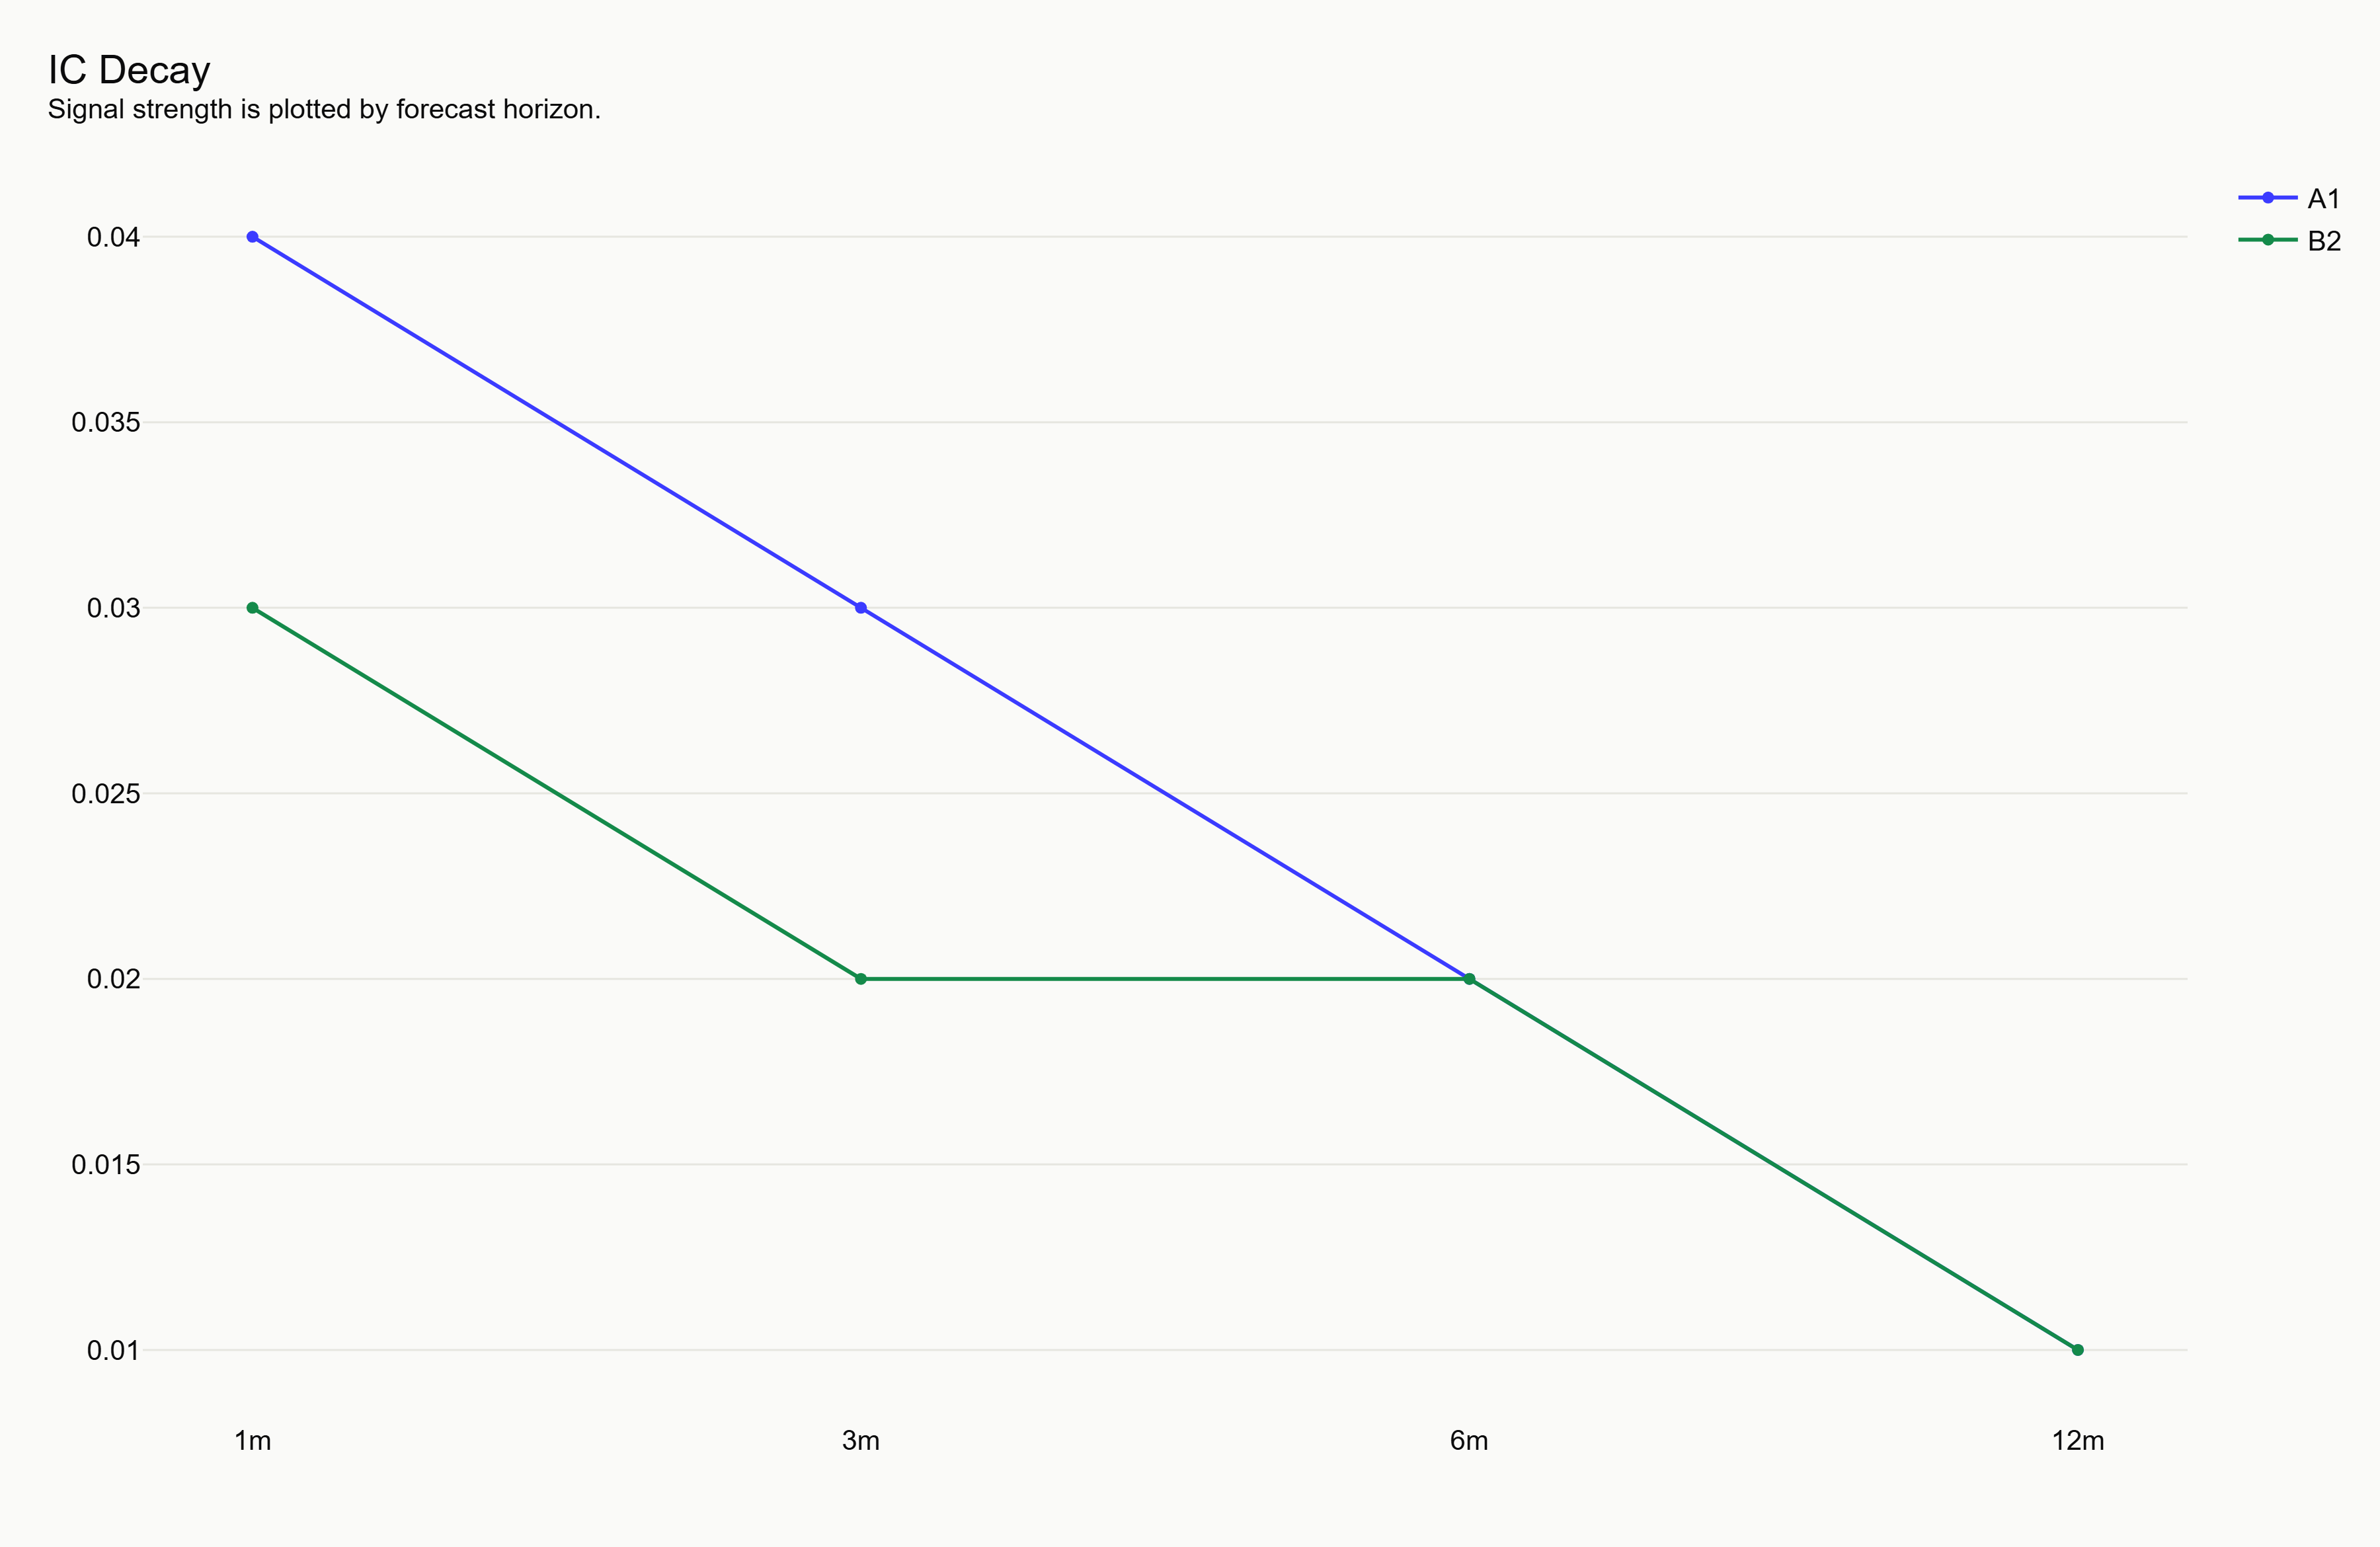 IC Decay
Signal strength is plotted by forecast horizon.
A1
B2
0.04
0.035
0.03
0.025
0.02
0.015
0.01
1m 3m 6m 12m